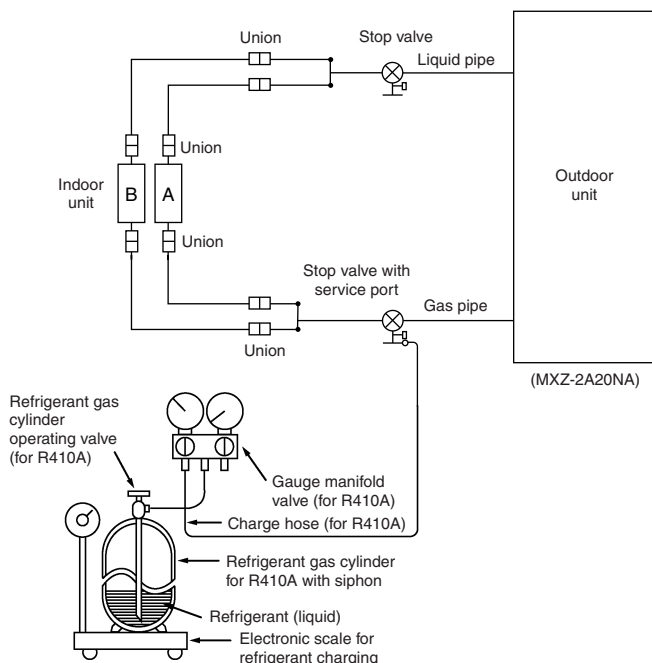 Union
Stop valve
Liquid pipe
Union
Indoor
unit
B
A
Outdoor
unit
Union
Stop valve with
service port
Gas pipe
Union
(MXZ-2A20NA)
Refrigerant gas
cylinder
operating valve
(for R410A)
Gauge manifold
valve (for R410A)
Charge hose (for R410A)
Refrigerant gas cylinder
for R410A with siphon
Refrigerant (liquid)
Electronic scale for
refrigerant charging